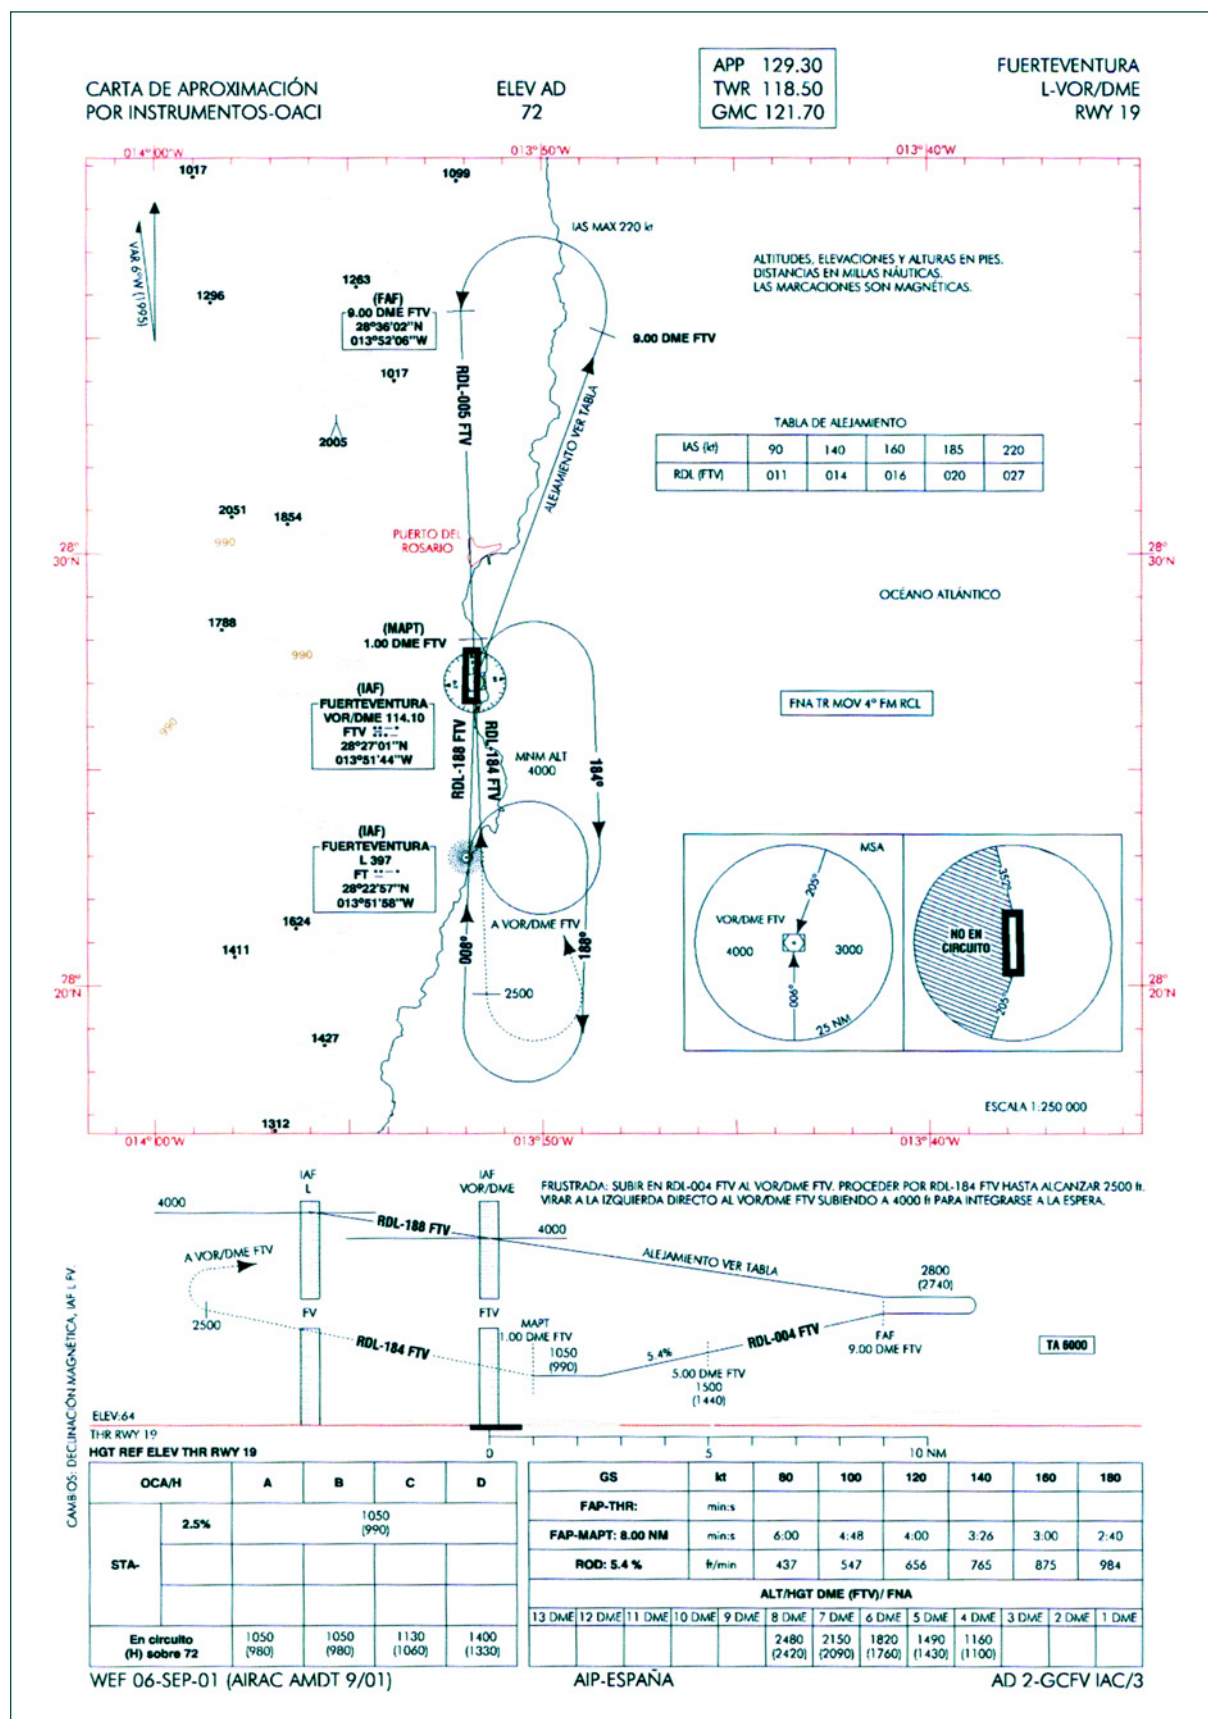 CARTA DE APROXIMACIÓN
POR INSTRUMENTOS-OACI
ELEV AD
72
APP 129.30
TWR 118.50
GMC 121.70
FUERTEVENTURA
L-VOR/DME
RWY 19
014° 00'W
013° 50'W
013° 40'W
1017
1099
IAS MAX 220 kt
VAR 6°W (1995)
ALTITUDES, ELEVACIONES Y ALTURAS EN PIES.
DISTANCIAS EN MILLAS NÁUTICAS.
LAS MARCACIONES SON MAGNÉTICAS.
1296
1263
(FAF)
9.00 DME FTV
28°36'02"N
013°52'06"W
9.00 DME FTV
1017
RDL-005 FTV
ALEJAMIENTO VER TABLA
2005
TABLA DE ALEJAMIENTO
IAS (kt) 90 140 160 185 220
RDL (FTV) 011 014 016 020 027
2051
1854
990
PUERTO DEL
ROSARIO
28°
30'N
28°
30'N
OCÉANO ATLÁNTICO
1788
990
(MAPT)
1.00 DME FTV
990
(IAF)
FUERTEVENTURA
VOR/DME 114.10
FTV
28°27'01"N
013°51'44"W
FNA TR MOV 4° FM RCL
RDL-188 FTV
RDL-184 FTV
MNM ALT
4000
184°
(IAF)
FUERTEVENTURA
L 397
FT
28°22'57"N
013°51'58"W
MSA
205°
VOR/DME FTV
4000
3000
006°
25 NM
352°
NO EN
CIRCUITO
205°
1624
1411
A VOR/DME FTV
008°
188°
2500
28°
20'N
28°
20'N
1427
1312
ESCALA 1:250 000
014° 00'W
013° 50'W
013° 40'W
IAF
L
IAF
VOR/DME
FRUSTRADA: SUBIR EN RDL-004 FTV AL VOR/DME FTV. PROCEDER POR RDL-184 FTV HASTA ALCANZAR 2500 ft.
VIRAR A LA IZQUIERDA DIRECTO AL VOR/DME FTV SUBIENDO A 4000 ft PARA INTEGRARSE A LA ESPERA.
4000
RDL-188 FTV
4000
A VOR/DME FTV
ALEJAMIENTO VER TABLA
2800
(2740)
FV
FTV
2500
RDL-184 FTV
MAPT
1.00 DME FTV
1050
(990)
5.4%
RDL-004 FTV
FAF
9.00 DME FTV
5.00 DME FTV
1500
(1440)
TA 6000
CAMBIOS: DECLINACIÓN MAGNÉTICA, IAF L FV.
ELEV:64
THR RWY 19
HGT REF ELEV THR RWY 19
0 5 10 NM
OCA/H A B C D
STA-
2.5%
1050
(990)
En circuito
(H) sobre 72
1050
(980)
1050
(980)
1130
(1060)
1400
(1330)
GS kt 80 100 120 140 160 180
FAP-THR: min:s
FAP-MAPT: 8.00 NM min:s 6:00 4:48 4:00 3:26 3:00 2:40
ROD: 5.4 % ft/min 437 547 656 765 875 984
ALT/HGT DME (FTV)/ FNA
13 DME 12 DME 11 DME 10 DME 9 DME 8 DME 7 DME 6 DME 5 DME 4 DME 3 DME 2 DME 1 DME
2480 2150 1820 1490 1160
(2420) (2090) (1760) (1430) (1100)
WEF 06-SEP-01 (AIRAC AMDT 9/01)
AIP-ESPAÑA
AD 2-GCFV IAC/3